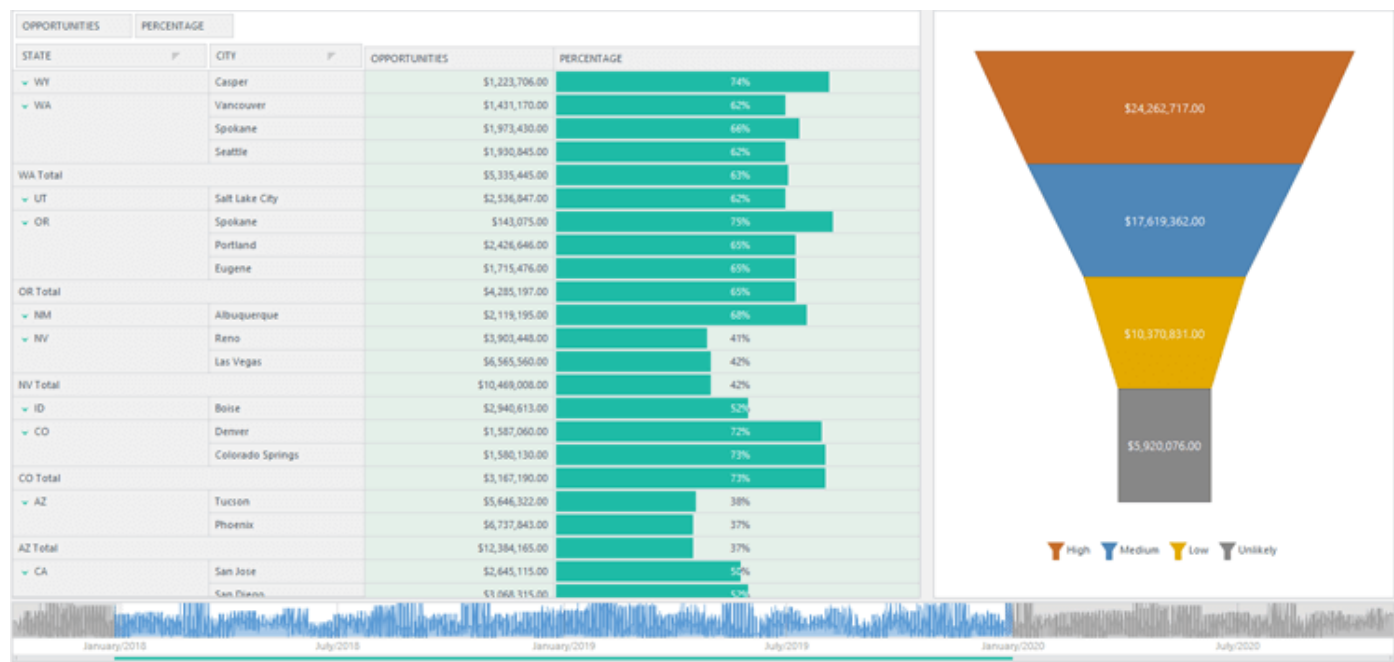 OPPORTUNITIES PERCENTAGE
STATE CITY OPPORTUNITIES PERCENTAGE
WY Casper $1,223,706.00 74%
WA Vancouver $1,431,170.00 62%
Spokane $1,973,430.00 66%
Seattle $1,930,845.00 62%
WA Total $5,335,445.00 63%
UT Salt Lake City $2,536,847.00 62%
OR Spokane $143,075.00 75%
Portland $2,426,646.00 65%
Eugene $1,715,476.00 65%
OR Total $4,285,197.00 65%
NM Albuquerque $2,119,195.00 68%
NV Reno $3,903,448.00 41%
Las Vegas $6,565,560.00 42%
NV Total $10,469,008.00 42%
ID Boise $2,940,613.00 52%
CO Denver $1,587,060.00 72%
Colorado Springs $1,580,130.00 73%
CO Total $3,167,190.00 73%
AZ Tucson $5,646,322.00 38%
Phoenix $6,737,843.00 37%
AZ Total $12,384,165.00 37%
CA San Jose $2,645,115.00 50%
San Diego $3,068,315.00 52%
$24,262,717.00
$17,619,362.00
$10,370,831.00
$5,920,076.00
High Medium Low Unlikely
January/2018 July/2018 January/2019 July/2019 January/2020 July/2020